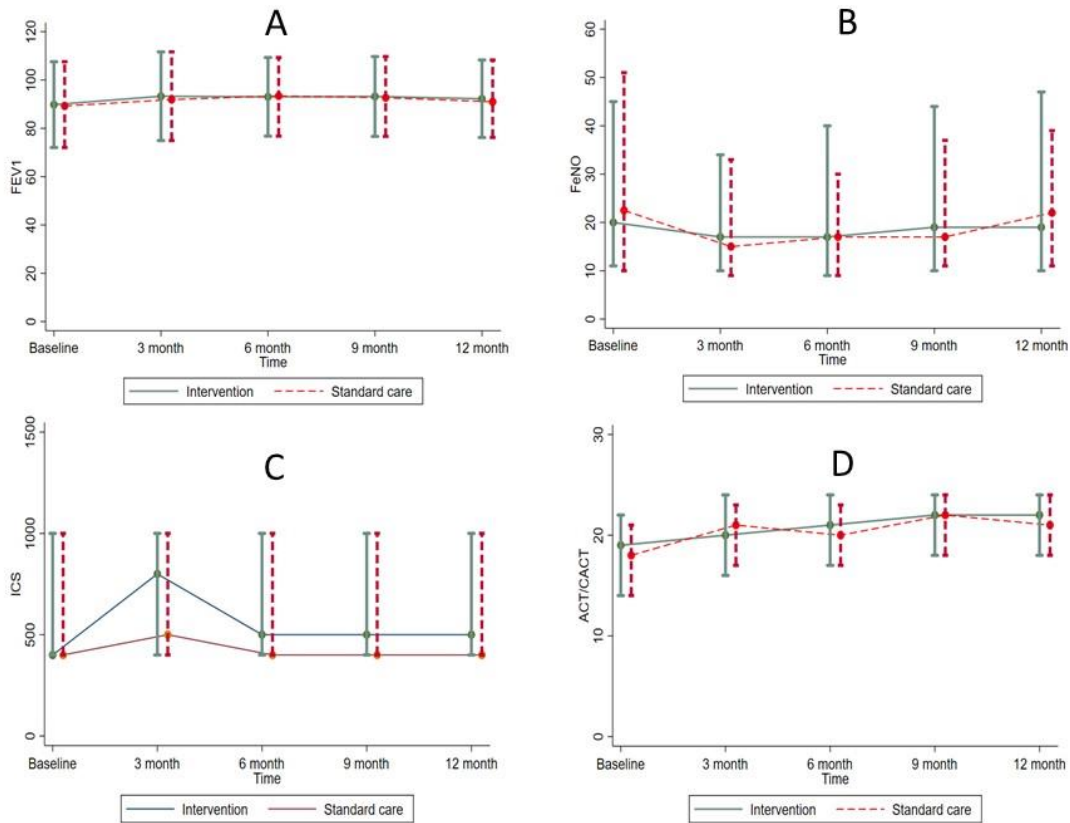 A
FEV1
120
100
80
60
40
20
0
Baseline 3 month 6 month 9 month 12 month
Time
Intervention Standard care
B
FeNO
60
50
40
30
20
10
0
Baseline 3 month 6 month 9 month 12 month
Time
Intervention Standard care
C
ICS
1500
1000
500
0
Baseline 3 month 6 month 9 month 12 month
Time
Intervention Standard care
D
ACT/CACT
30
20
10
0
Baseline 3 month 6 month 9 month 12 month
Time
Intervention Standard care